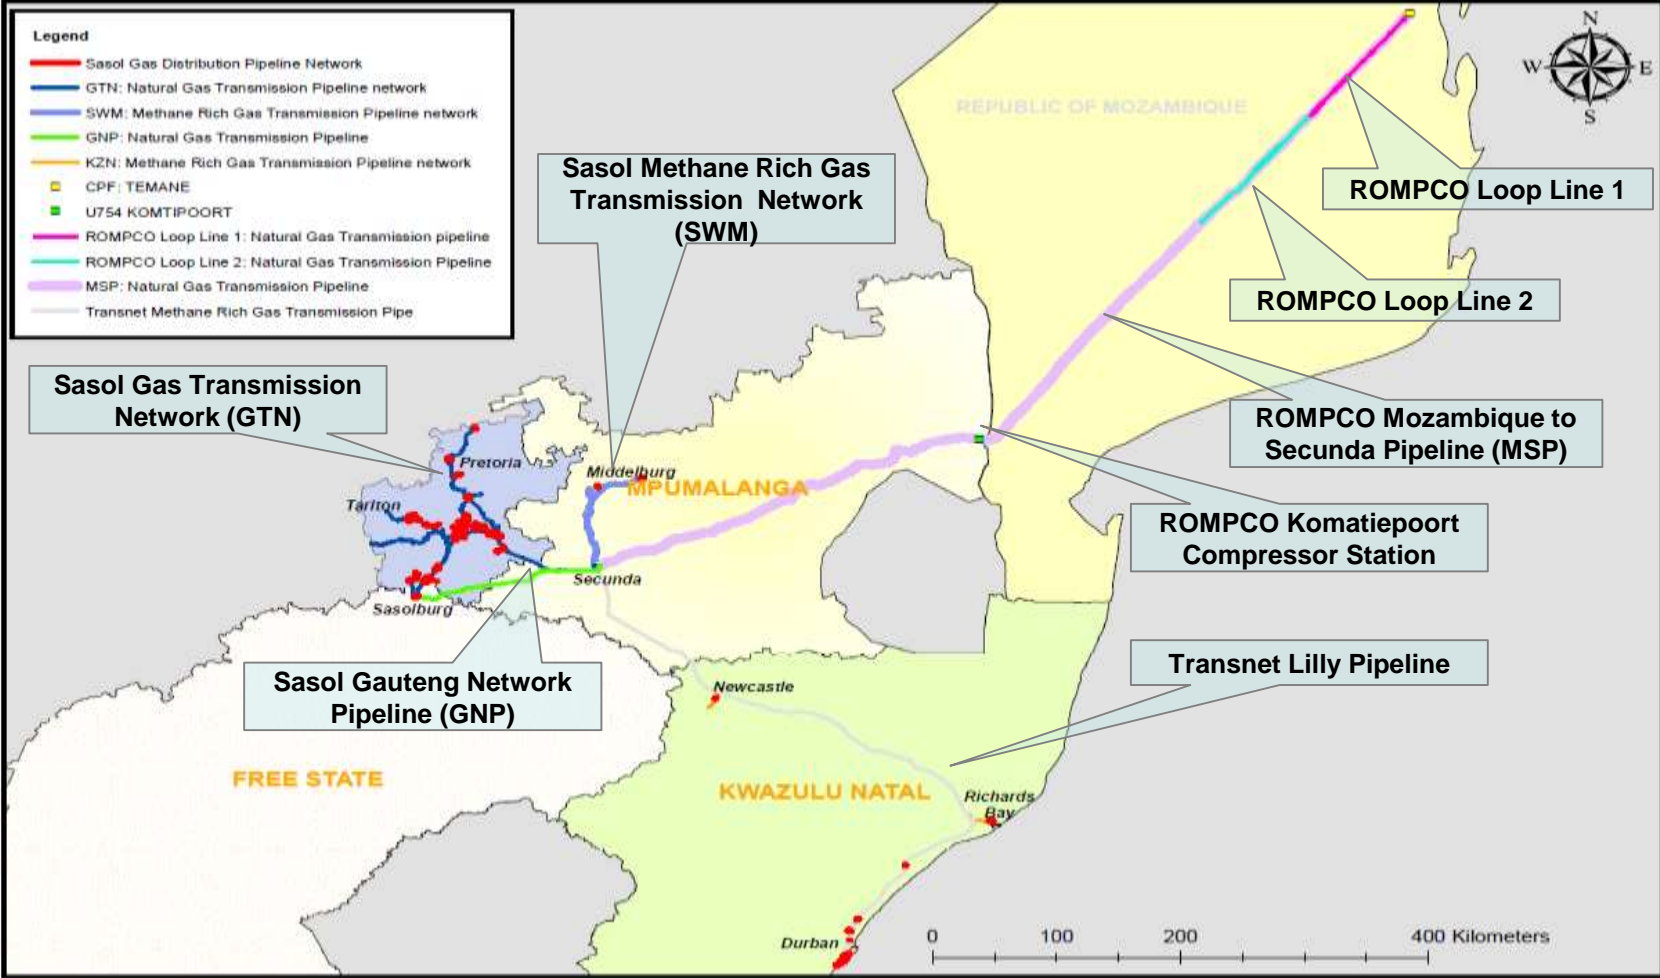 Legend
Sasol Gas Distribution Pipeline Network
GTN: Natural Gas Transmission Pipeline network
SWM: Methane Rich Gas Transmission Pipeline network
GNP: Natural Gas Transmission Pipeline
KZN: Methane Rich Gas Transmission Pipeline network
CPF: TEMANE
U754 KOMTIPOORT
ROMPCO Loop Line 1: Natural Gas Transmission pipeline
ROMPCO Loop Line 2: Natural Gas Transmission Pipeline
MSP: Natural Gas Transmission Pipeline
Transnet Methane Rich Gas Transmission Pipe
N
W
E
S
REPUBLIC OF MOZAMBIQUE
Sasol Methane Rich Gas
Transmission Network
(SWM)
ROMPCO Loop Line 1
ROMPCO Loop Line 2
Sasol Gas Transmission
Network (GTN)
ROMPCO Mozambique to
Secunda Pipeline (MSP)
Pretoria
Middelburg
MPUMALANGA
Tarlton
ROMPCO Komatiepoort
Compressor Station
Secunda
Sasolburg
Transnet Lilly Pipeline
Sasol Gauteng Network
Pipeline (GNP)
Newcastle
FREE STATE
KWAZULU NATAL
Richards
Bay
Durban
0
100
200
400 Kilometers